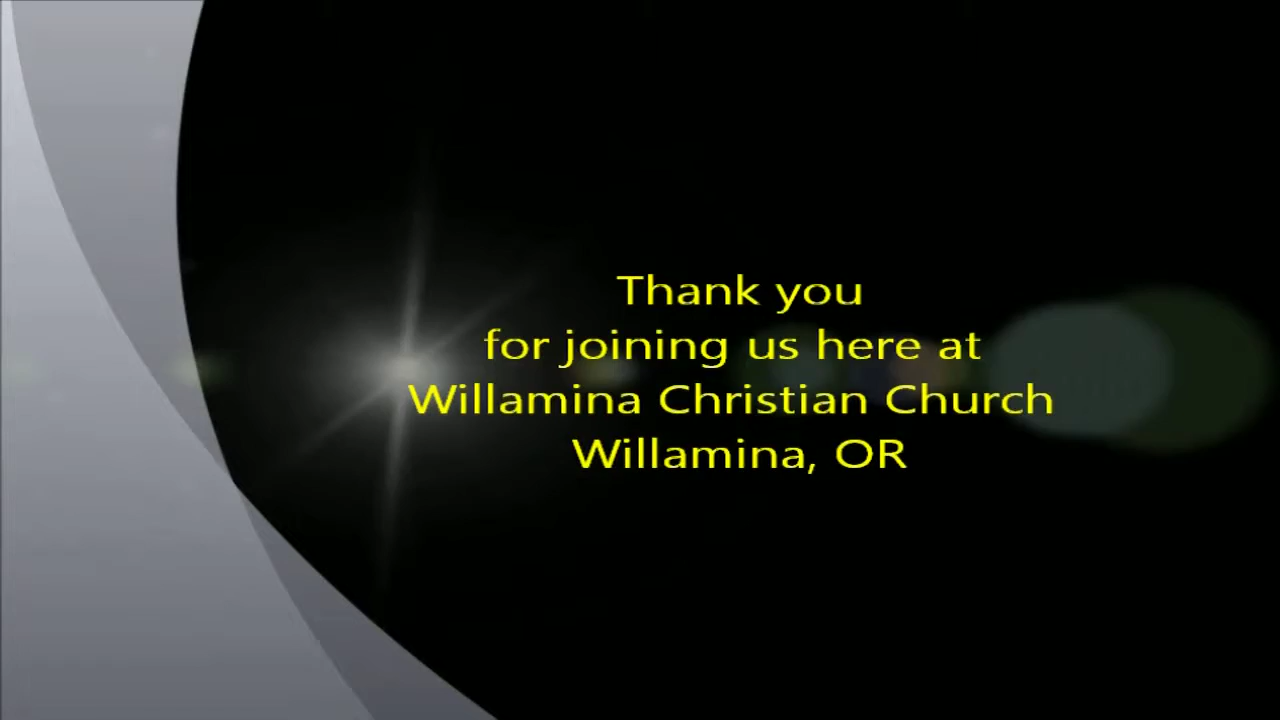 Thank you
for joining us here at
Willamina Christian Church
Willamina, OR